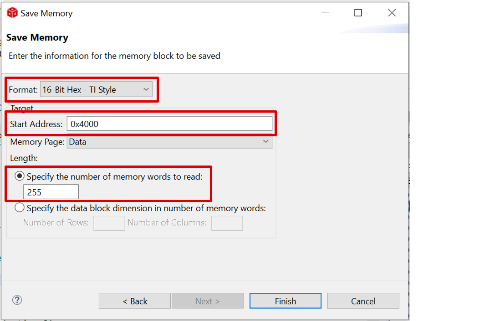 Save Memory
Save Memory
Enter the information for the memory block to be saved
Format: 16 Bit Hex - TI Style
Target
Start Address: 0x4000
Memory Page: Data
Length:
Specify the number of memory words to read:
255
Specify the data block dimension in number of memory words:
Number of Rows: Number of Columns:
? < Back Next > Finish Cancel